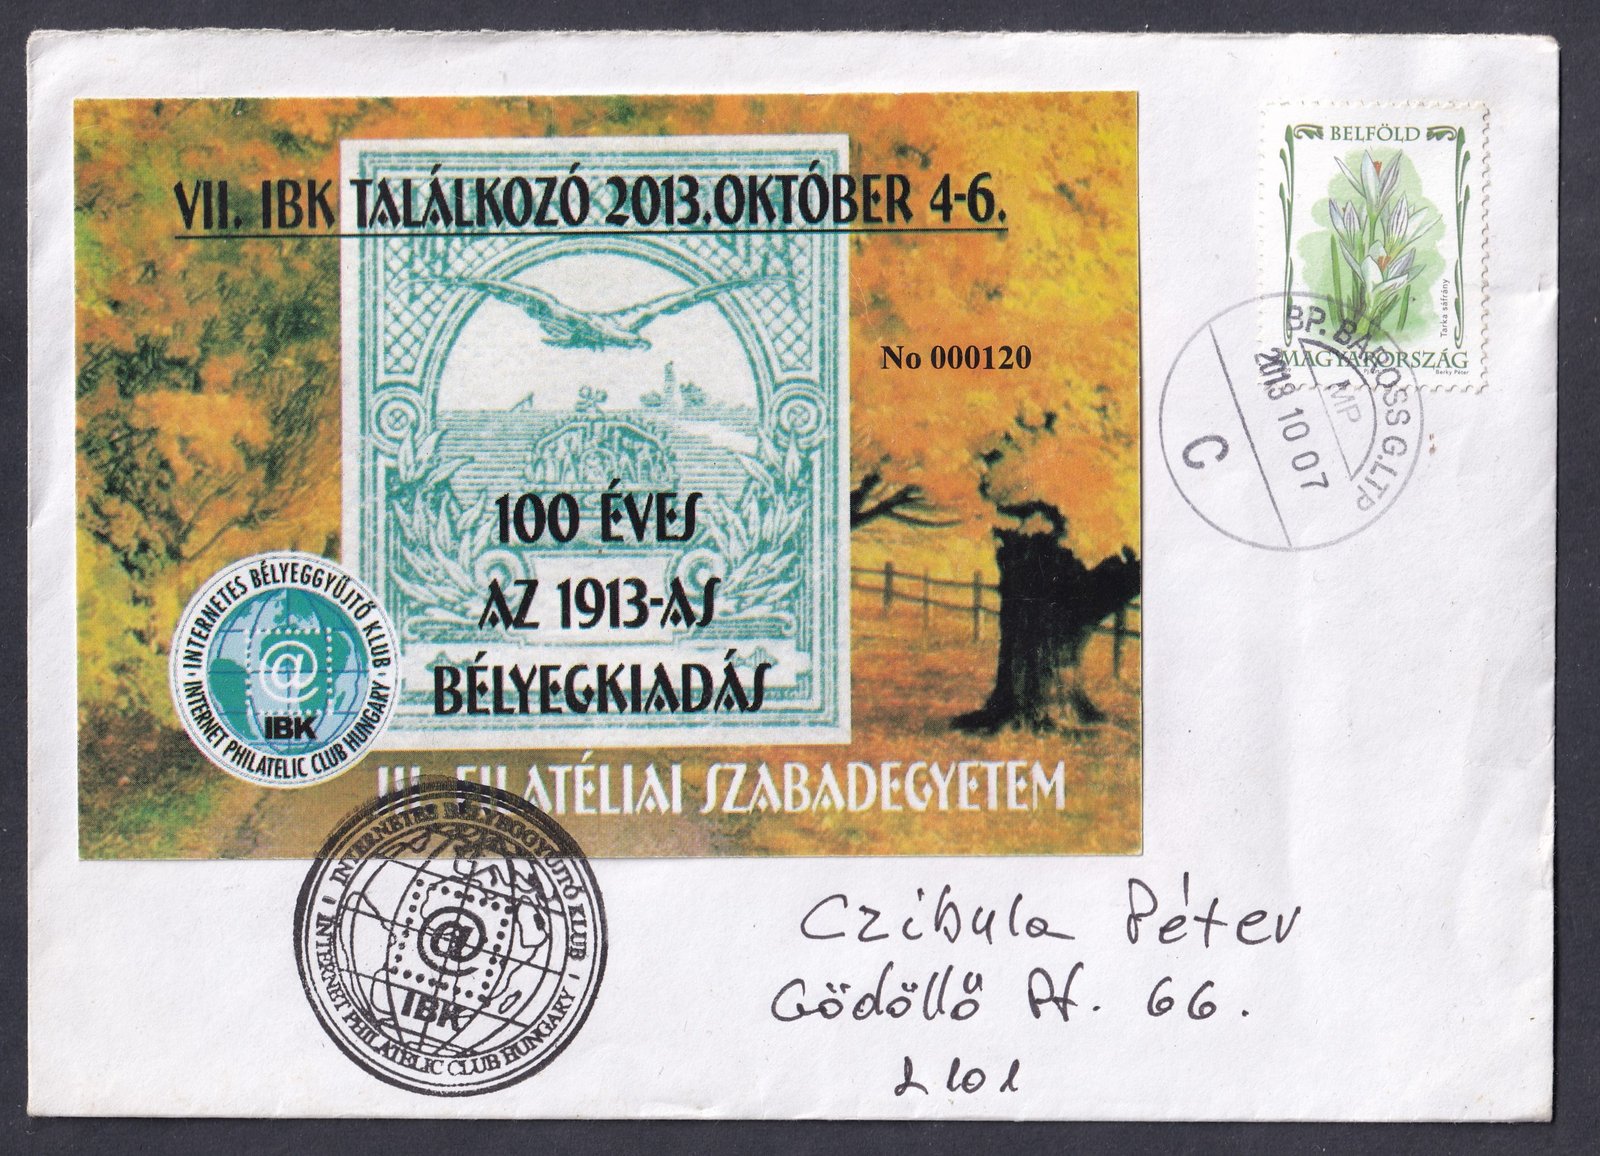 VII. IBK TALÁLKOZÓ 2013.OKTÓBER 4-6.
No 000120
100 ÉVES
AZ 1913-AS
BÉLYEGKIADÁS
III. FILATÉLIAI SZABADEGYETEM
INTERNETES BÉLYEGGYŰJTŐ KLUB
INTERNET PHILATELIC CLUB HUNGARY
@
IBK
BELFÖLD
Tarka sáfrány
MAGYARORSZÁG
Berky Péter
BP. BAROSS G.LTP
MP
2013 10 07
C
INTERNETES BÉLYEGGYŰJTŐ KLUB
INTERNET PHILATELIC CLUB HUNGARY
@
IBK
Czibula Péter
Gödöllő Pf. 66.
2101